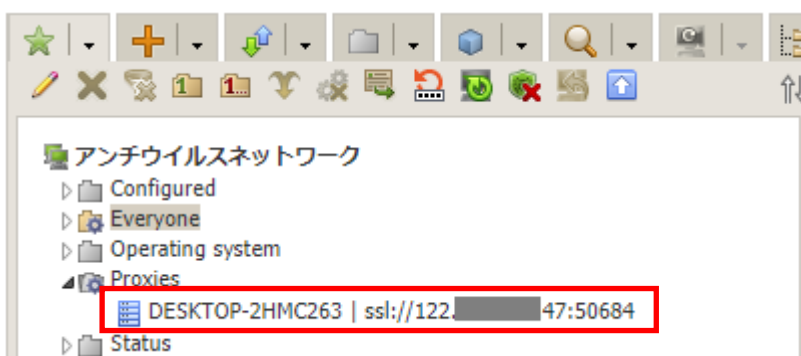 アンチウイルスネットワーク
Configured
Everyone
Operating system
Proxies
DESKTOP-2HMC263 | ssl://122. 47:50684
Status